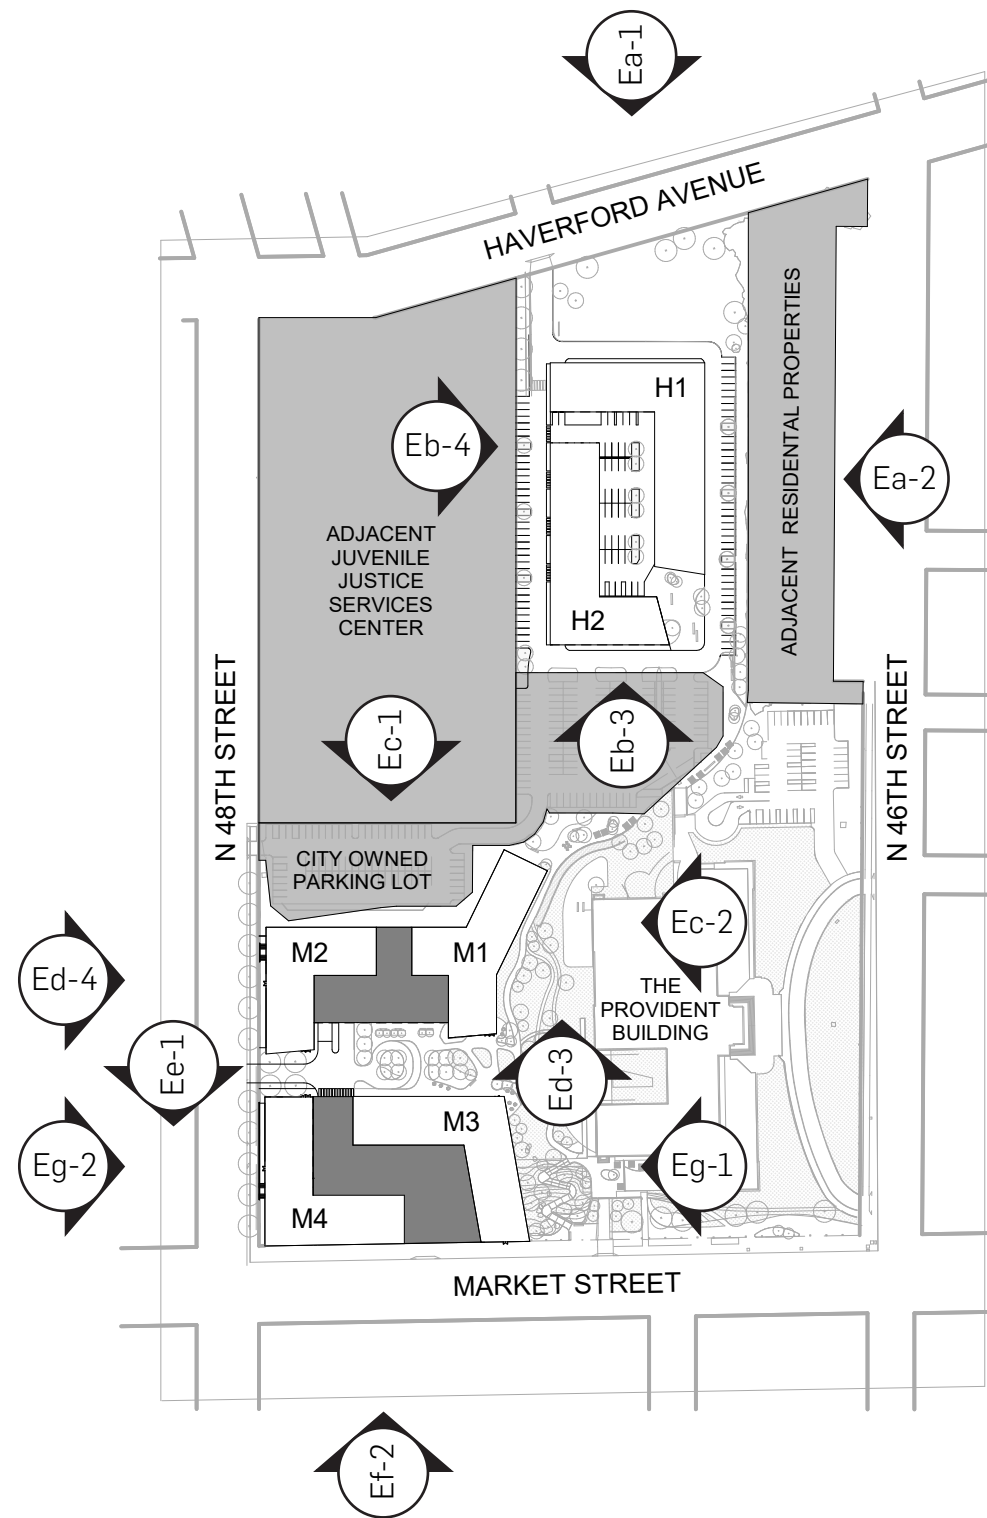 Ea-1
HAVERFORD AVENUE
H1
Eb-4
Ea-2
ADJACENT RESIDENTAL PROPERTIES
ADJACENT
JUVENILE
JUSTICE
SERVICES
CENTER
H2
N 48TH STREET
Ec-1
Eb-3
N 46TH STREET
CITY OWNED
PARKING LOT
Ec-2
M2
M1
Ed-4
THE
PROVIDENT
BUILDING
Ee-1
Ed-3
M3
Eg-2
Eg-1
M4
MARKET STREET
Ef-2